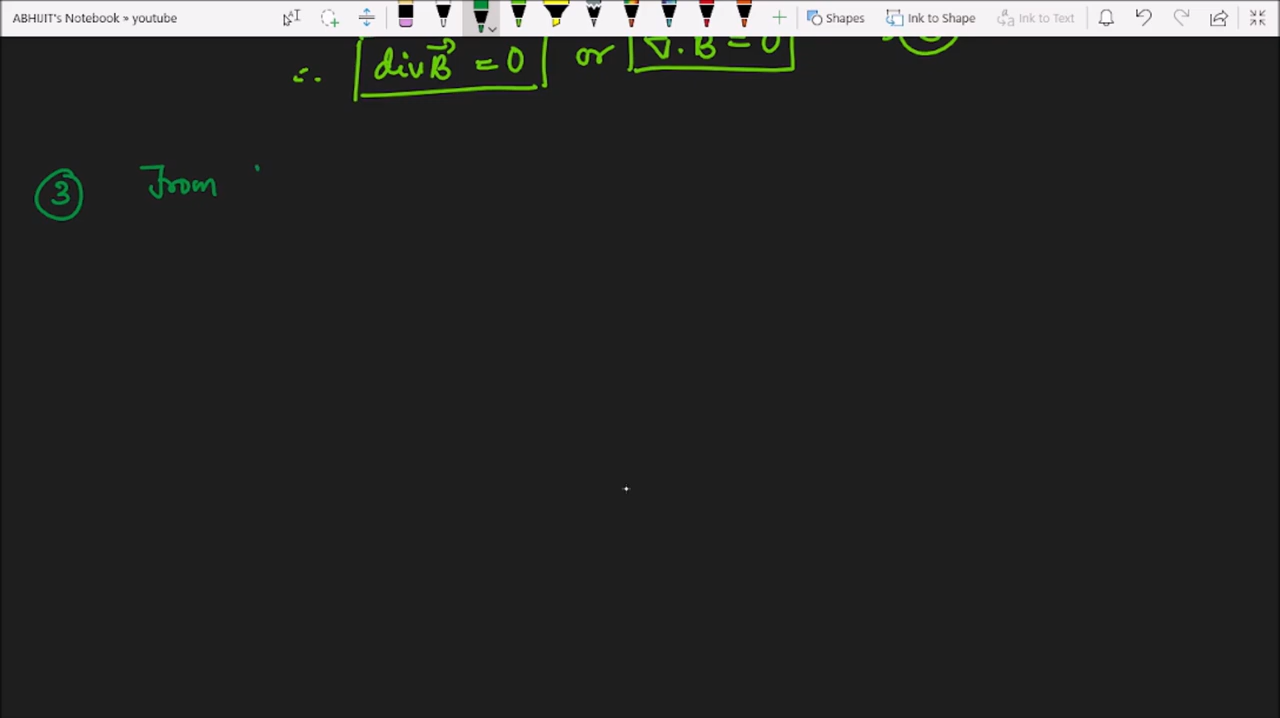 ABHIJIT's Notebook » youtube
Shapes Ink to Shape Ink to Text
∴ div B⃗ = 0 or ∇. B = 0
③ From